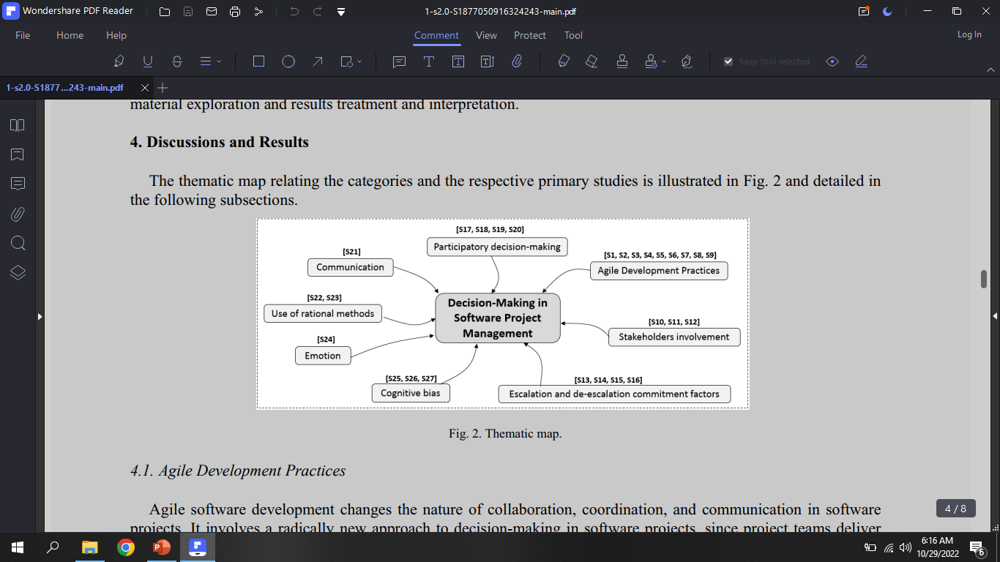 Wondershare PDF Reader
1-s2.0-S1877050916324243-main.pdf
File
Home
Help
Comment
View
Protect
Tool
Log In
Keep tool selected
1-s2.0-S1877...243-main.pdf
material exploration and results treatment and interpretation.
4. Discussions and Results
The thematic map relating the categories and the respective primary studies is illustrated in Fig. 2 and detailed in
the following subsections.
[S17, S18, S19, S20]
Participatory decision-making
[S21]
Communication
[S1, S2, S3, S4, S5, S6, S7, S8, S9]
Agile Development Practices
[S22, S23]
Use of rational methods
Decision-Making in
Software Project
Management
[S10, S11, S12]
Stakeholders involvement
[S24]
Emotion
[S25, S26, S27]
Cognitive bias
[S13, S14, S15, S16]
Escalation and de-escalation commitment factors
Fig. 2. Thematic map.
4.1. Agile Development Practices
Agile software development changes the nature of collaboration, coordination, and communication in software
projects. It involves a radically new approach to decision-making in software projects, since project teams deliver
4 / 8
6:16 AM
10/29/2022
6